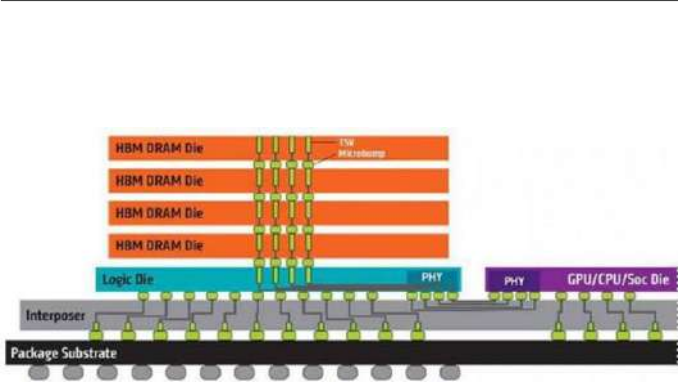 HBM DRAM Die
TSV
Microbump
HBM DRAM Die
HBM DRAM Die
HBM DRAM Die
Logic Die
PHY
PHY
GPU/CPU/Soc Die
Interposer
Package Substrate